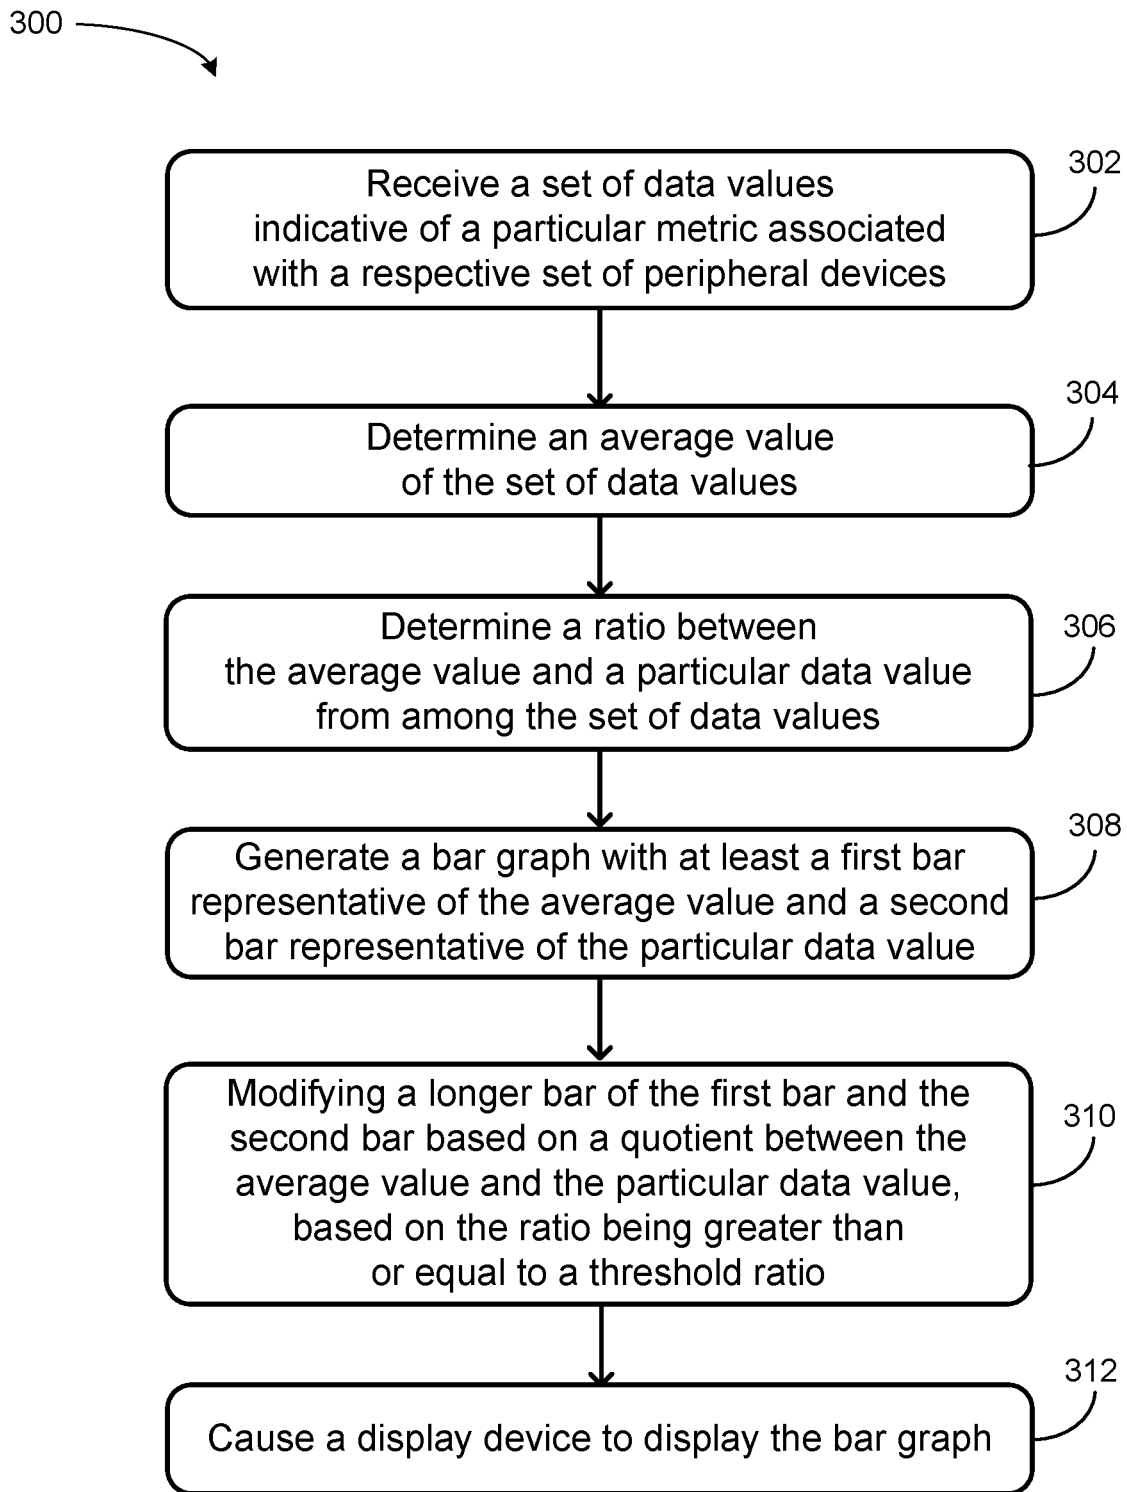 300
302
Receive a set of data values
indicative of a particular metric associated
with a respective set of peripheral devices
304
Determine an average value
of the set of data values
306
Determine a ratio between
the average value and a particular data value
from among the set of data values
308
Generate a bar graph with at least a first bar
representative of the average value and a second
bar representative of the particular data value
310
Modifying a longer bar of the first bar and the
second bar based on a quotient between the
average value and the particular data value,
based on the ratio being greater than
or equal to a threshold ratio
312
Cause a display device to display the bar graph